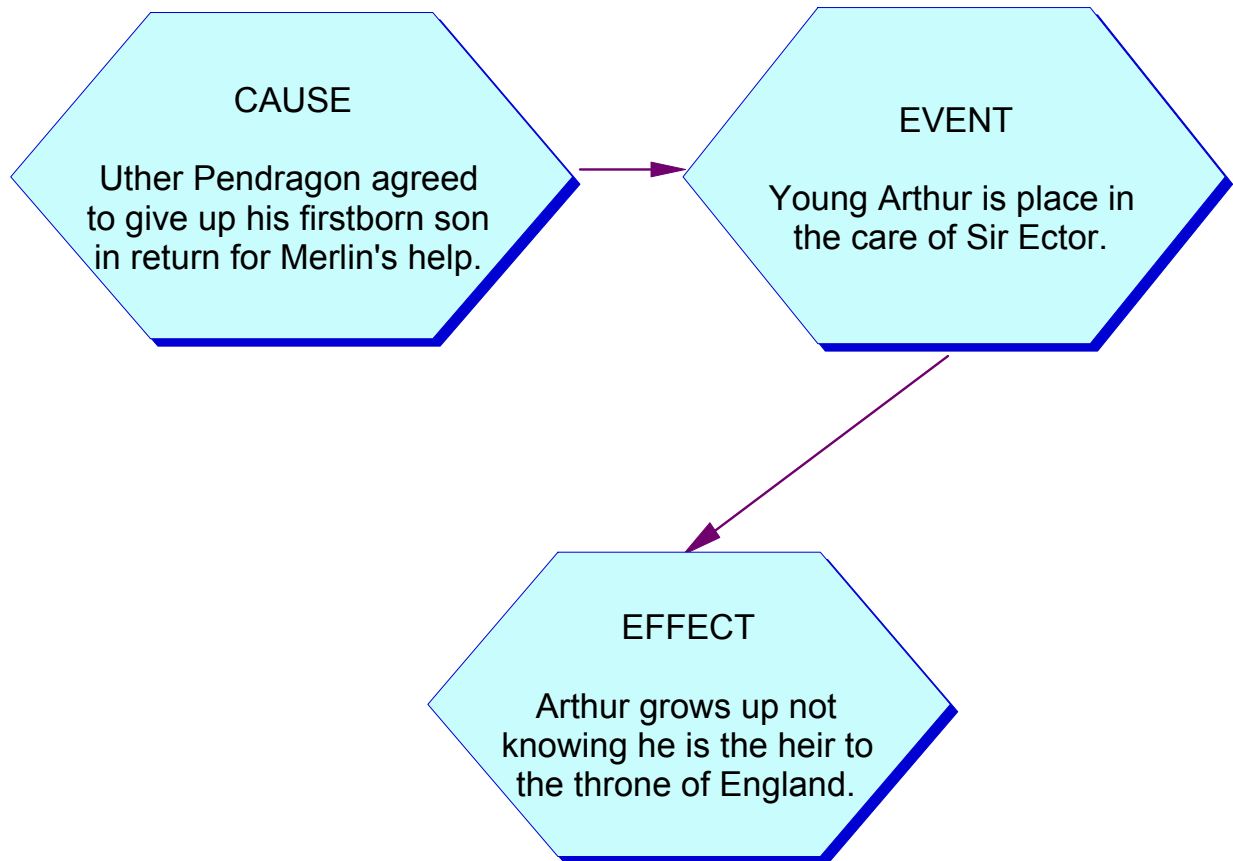 CAUSE
Uther Pendragon agreed
to give up his firstborn son
in return for Merlin's help.
EVENT
Young Arthur is place in
the care of Sir Ector.
EFFECT
Arthur grows up not
knowing he is the heir to
the throne of England.